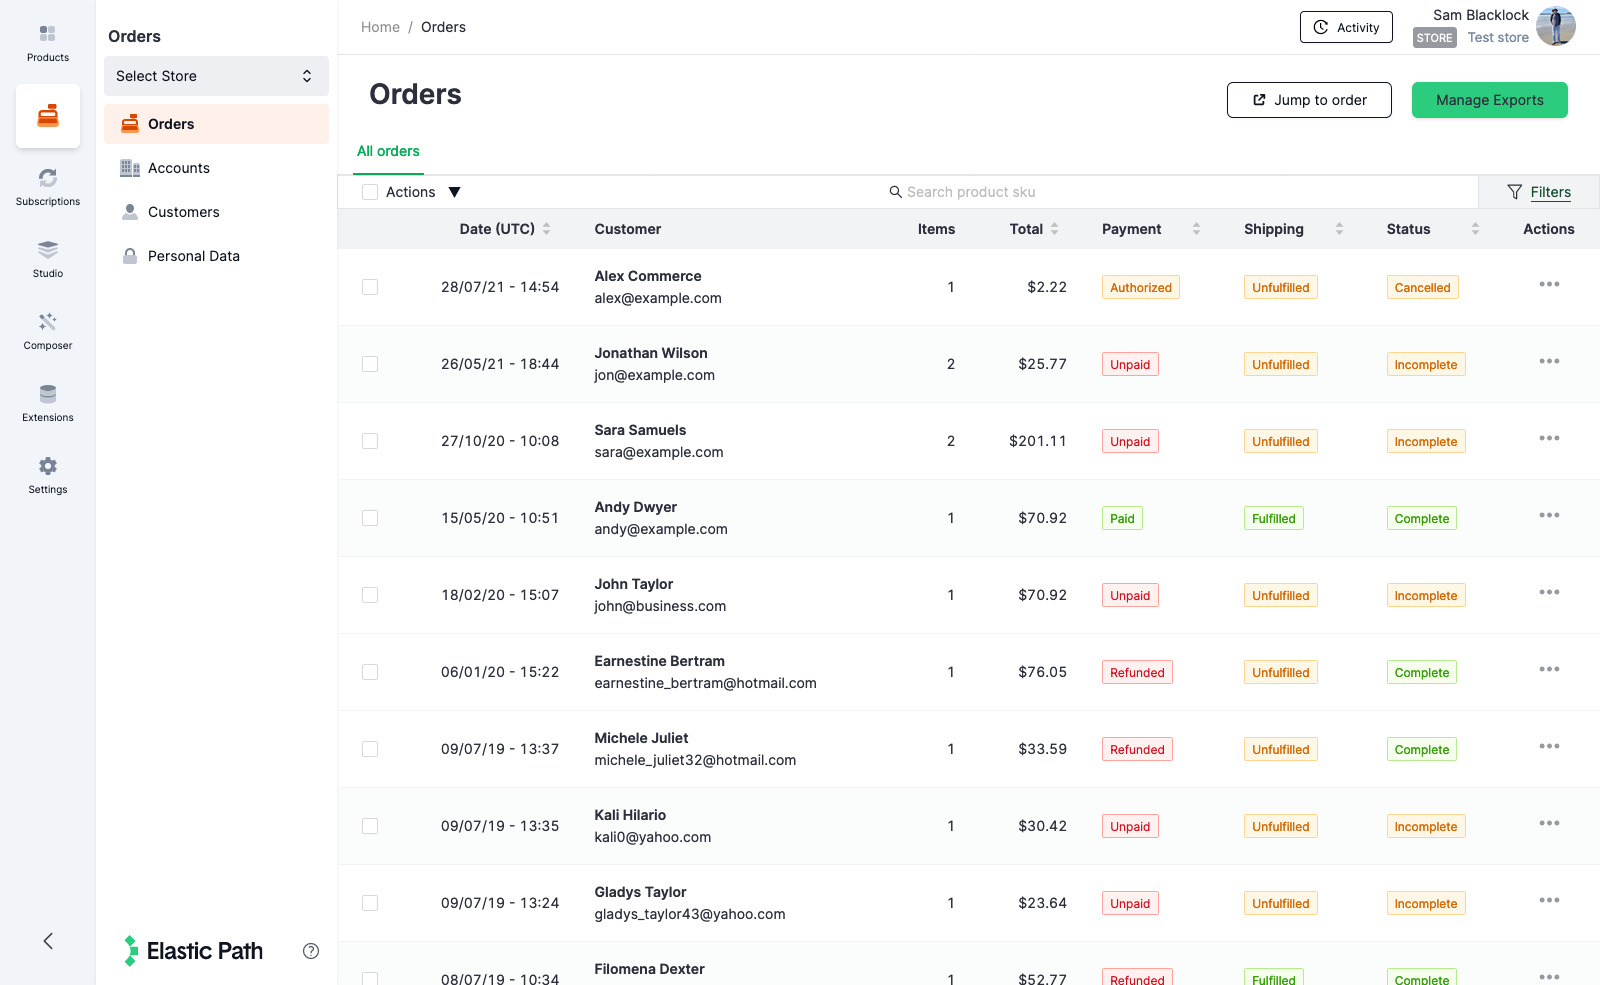 Products
Subscriptions
Studio
Composer
Extensions
Settings
Orders
Select Store
Orders
Accounts
Customers
Personal Data
Elastic Path
?
Home / Orders
Activity
Sam Blacklock
STORE Test store
Orders
Jump to order
Manage Exports
All orders
Actions
Search product sku
Filters
Date (UTC) Customer Items Total Payment Shipping Status Actions
Alex Commerce
28/07/21 - 14:54 alex@example.com 1 $2.22 Authorized Unfulfilled Cancelled
Jonathan Wilson
26/05/21 - 18:44 jon@example.com 2 $25.77 Unpaid Unfulfilled Incomplete
Sara Samuels
27/10/20 - 10:08 sara@example.com 2 $201.11 Unpaid Unfulfilled Incomplete
Andy Dwyer
15/05/20 - 10:51 andy@example.com 1 $70.92 Paid Fulfilled Complete
John Taylor
18/02/20 - 15:07 john@business.com 1 $70.92 Unpaid Unfulfilled Incomplete
Earnestine Bertram
06/01/20 - 15:22 earnestine_bertram@hotmail.com 1 $76.05 Refunded Unfulfilled Complete
Michele Juliet
09/07/19 - 13:37 michele_juliet32@hotmail.com 1 $33.59 Refunded Unfulfilled Complete
Kali Hilario
09/07/19 - 13:35 kali0@yahoo.com 1 $30.42 Unpaid Unfulfilled Incomplete
Gladys Taylor
09/07/19 - 13:24 gladys_taylor43@yahoo.com 1 $23.64 Unpaid Unfulfilled Incomplete
Filomena Dexter
08/07/19 - 10:34 1 $52.77 Refunded Fulfilled Complete